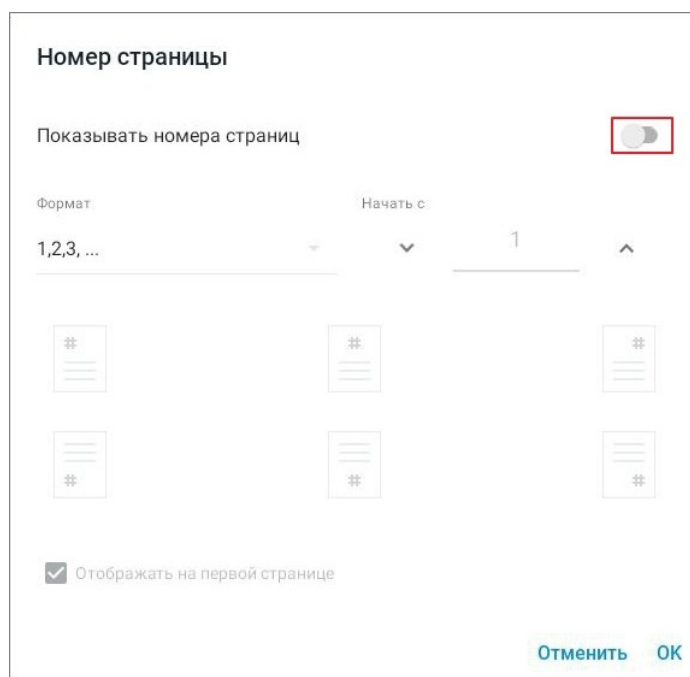 Номер страницы
Показывать номера страниц
Формат
Начать с
1,2,3, ...
1
# # #
# # #
Отображать на первой странице
Отменить OK